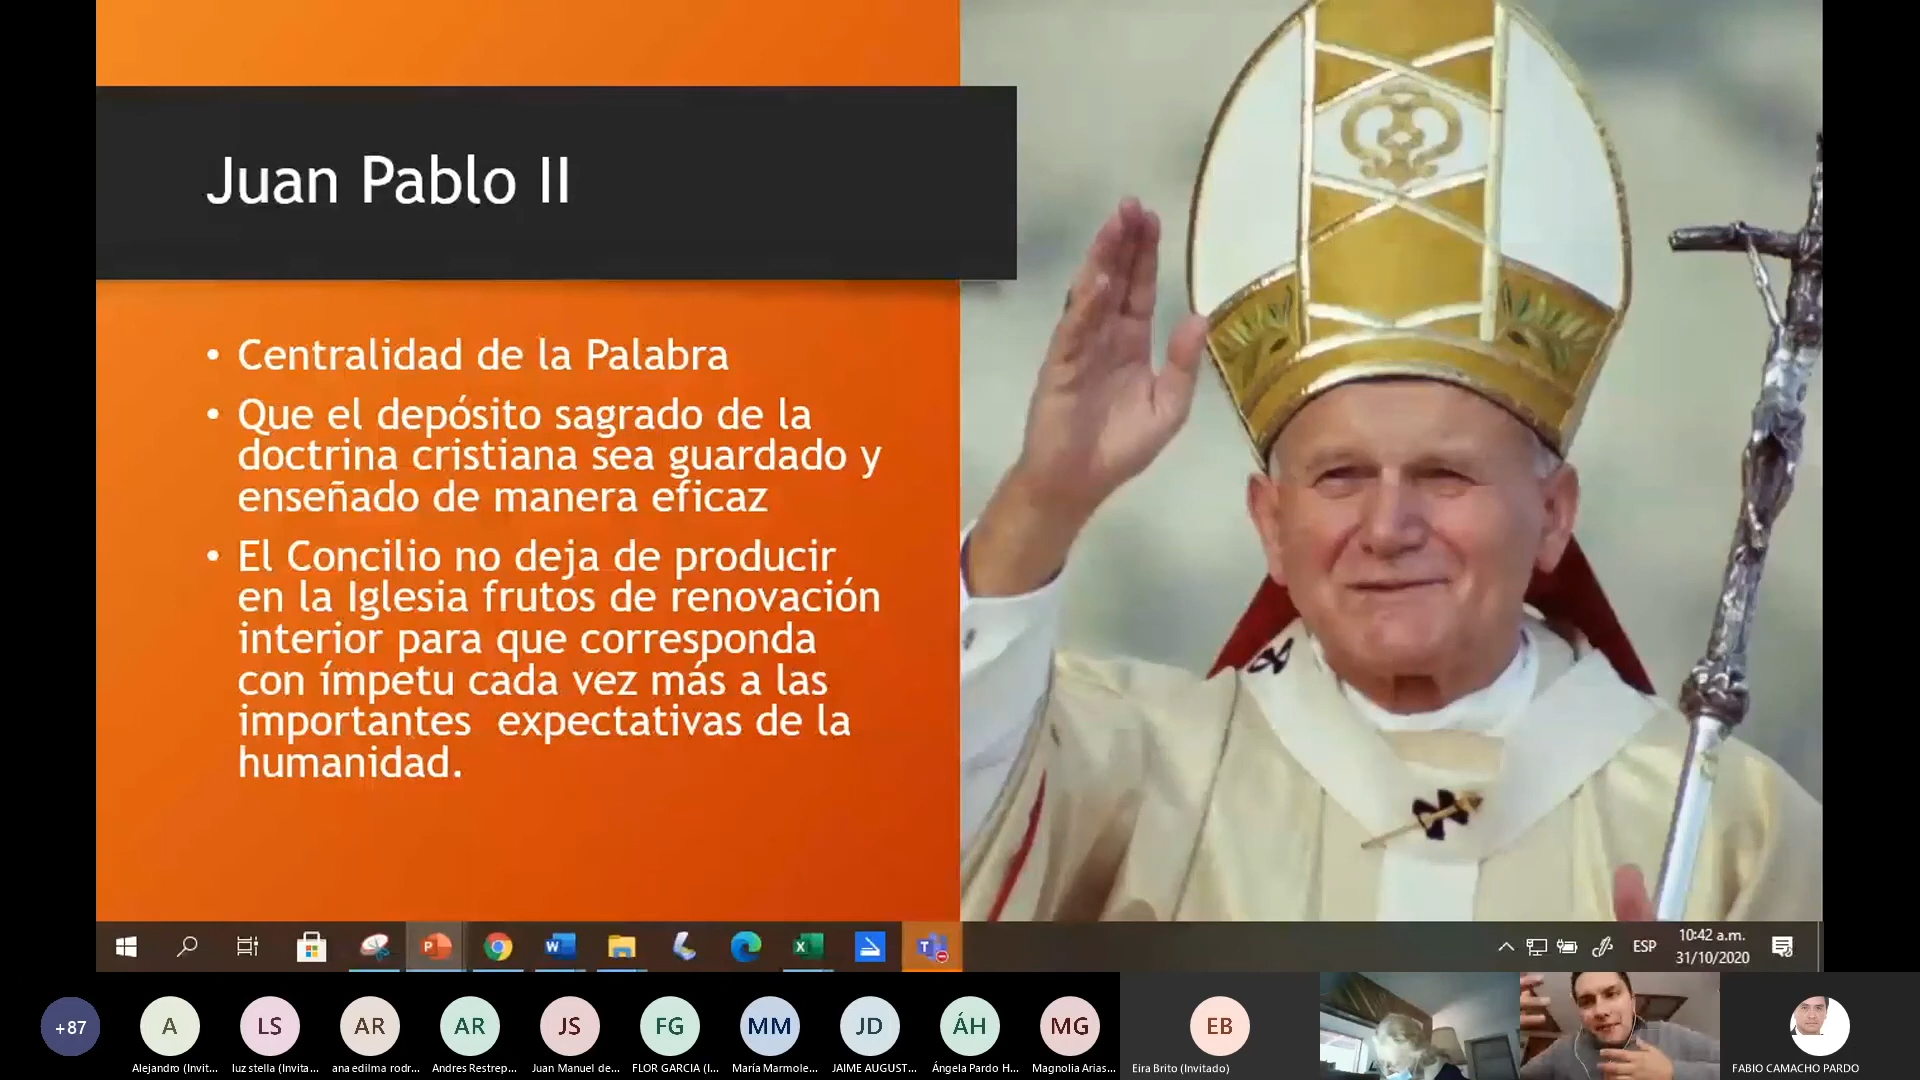 Juan Pablo II
• Centralidad de la Palabra
• Que el depósito sagrado de la
doctrina cristiana sea guardado y
enseñado de manera eficaz
• El Concilio no deja de producir
en la Iglesia frutos de renovación
interior para que corresponda
con ímpetu cada vez más a las
importantes  expectativas de la
humanidad.
ESP
10:42 a.m.
31/10/2020
+87
A
LS
AR
AR
JS
FG
MM
JD
ÁH
MG
EB
Alejandro (Invit...
luz stella (Invita...
ana edilma rodr...
Andres Restrep...
Juan Manuel de...
FLOR GARCIA (I...
María Marmole...
JAIME AUGUST...
Ángela Pardo H...
Magnolia Arias...
Eira Brito (Invitado)
FABIO CAMACHO PARDO